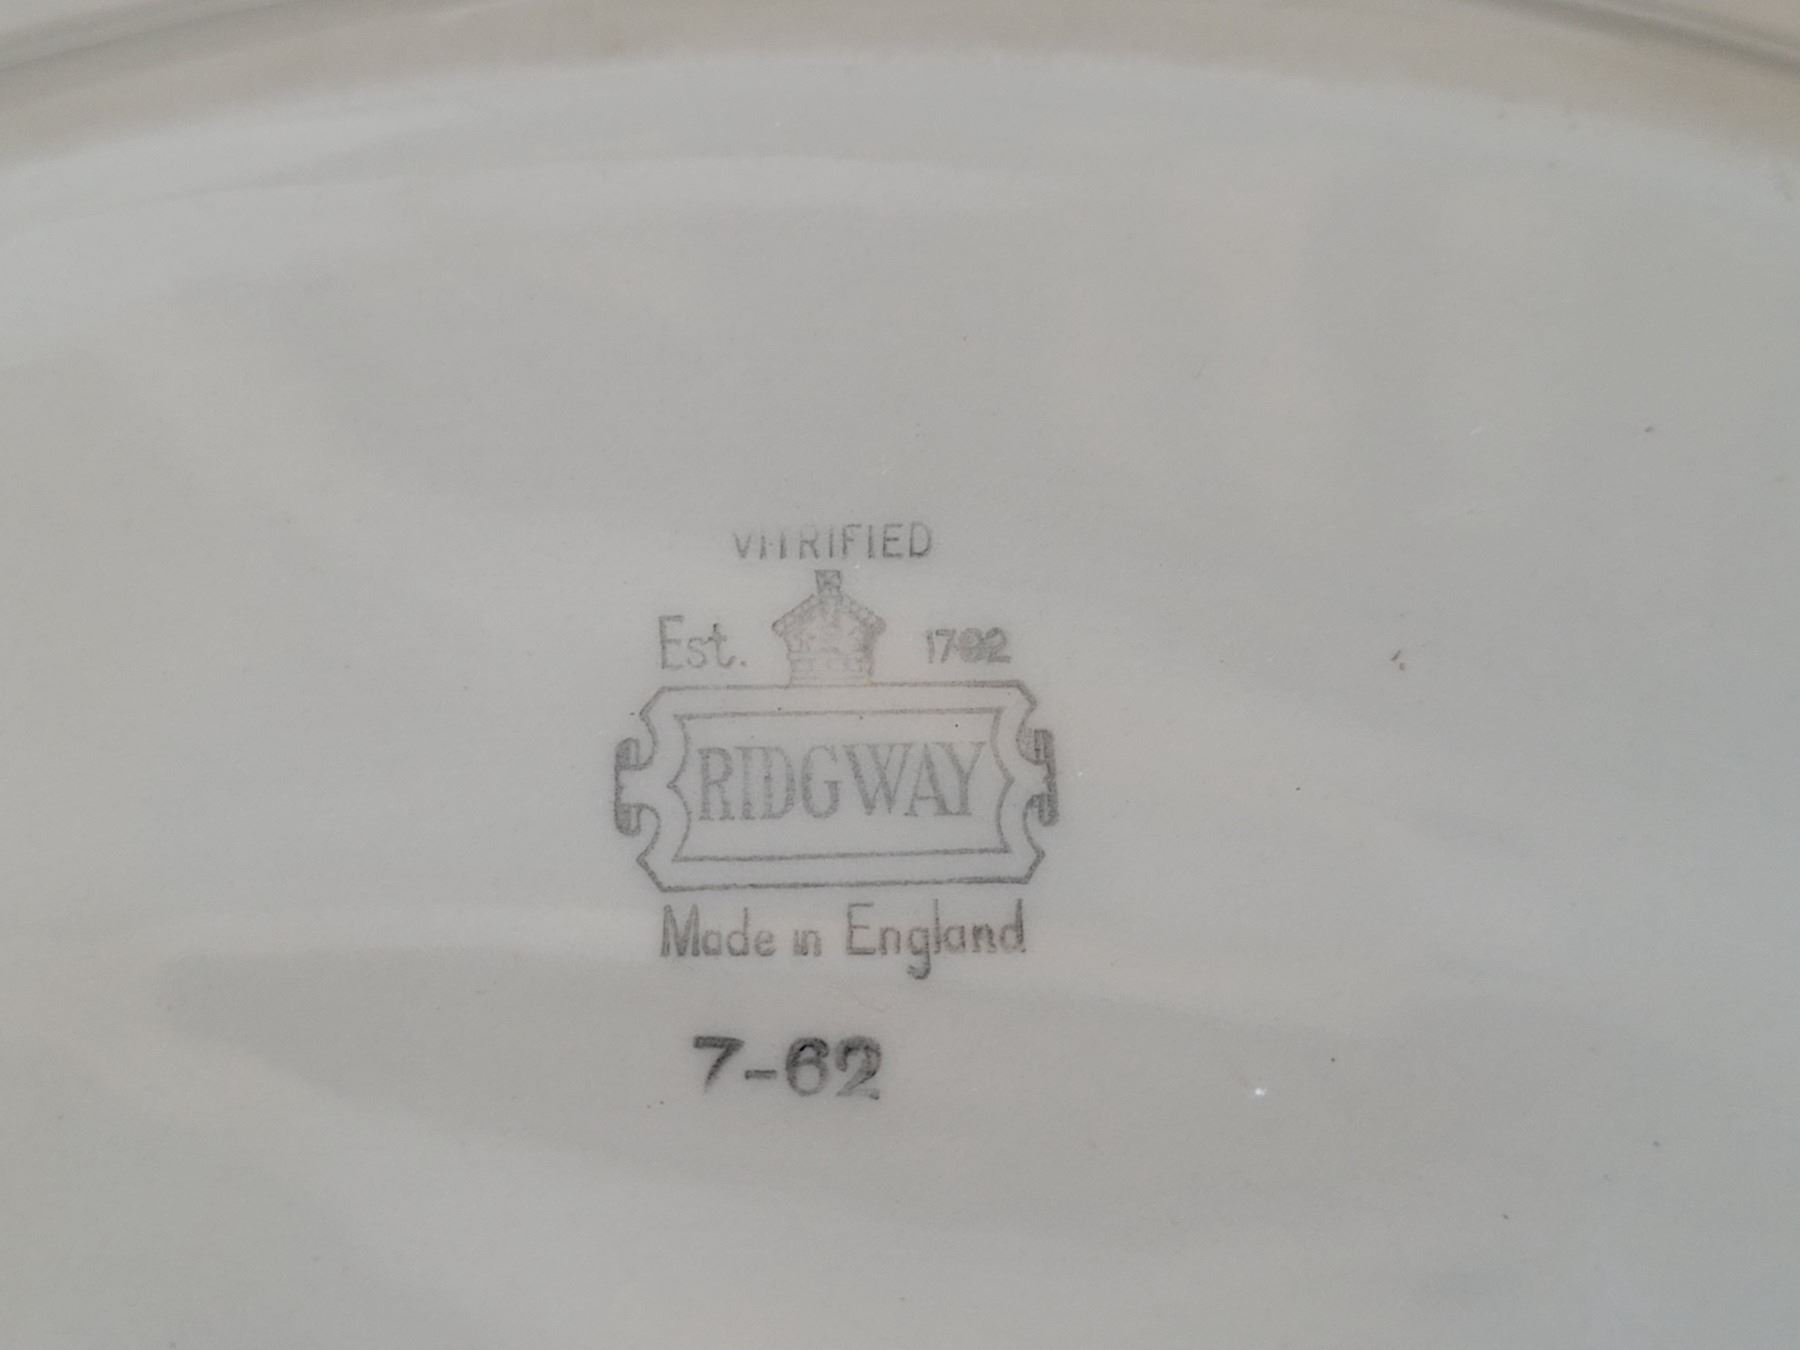 VITRIFIED
Est. 1792
RIDGWAY
Made in England
7-62